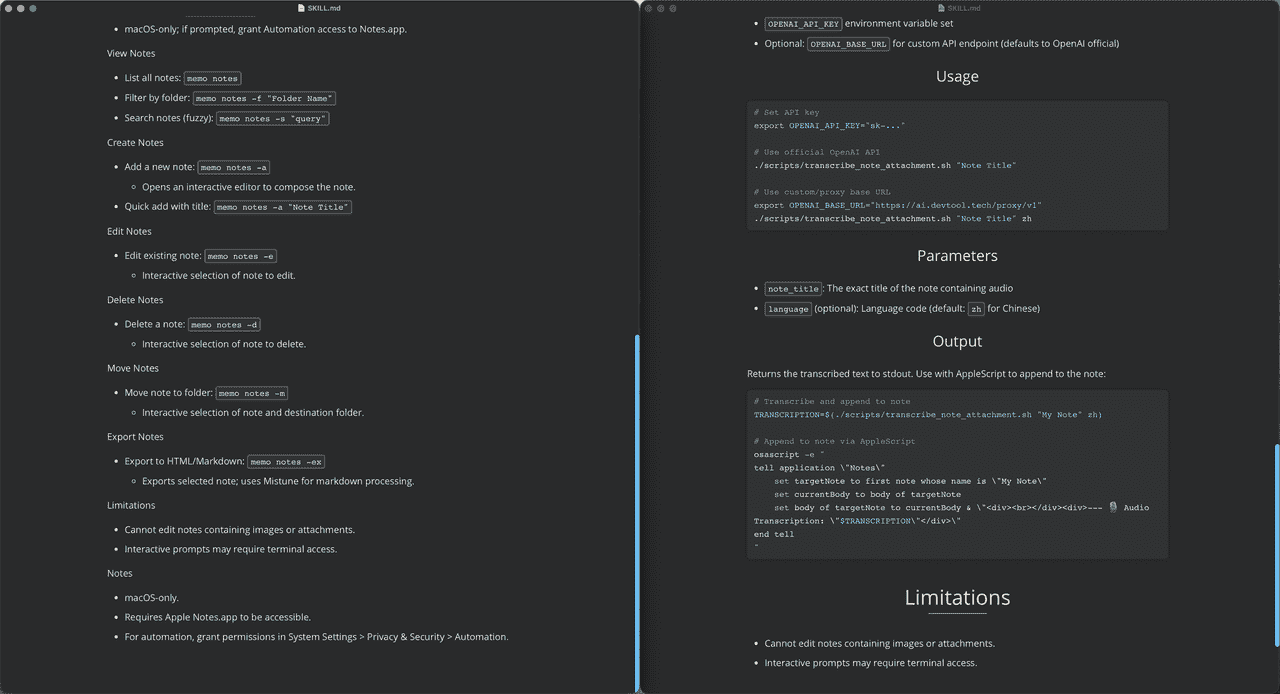 SKILL.md
macOS-only; if prompted, grant Automation access to Notes.app.
View Notes
List all notes: memo notes
Filter by folder: memo notes -f "Folder Name"
Search notes (fuzzy): memo notes -s "query"
Create Notes
Add a new note: memo notes -a
Opens an interactive editor to compose the note.
Quick add with title: memo notes -a "Note Title"
Edit Notes
Edit existing note: memo notes -e
Interactive selection of note to edit.
Delete Notes
Delete a note: memo notes -d
Interactive selection of note to delete.
Move Notes
Move note to folder: memo notes -m
Interactive selection of note and destination folder.
Export Notes
Export to HTML/Markdown: memo notes -ex
Exports selected note; uses Mistune for markdown processing.
Limitations
Cannot edit notes containing images or attachments.
Interactive prompts may require terminal access.
Notes
macOS-only.
Requires Apple Notes.app to be accessible.
For automation, grant permissions in System Settings > Privacy & Security > Automation.
SKILL.md
OPENAI_API_KEY environment variable set
Optional: OPENAI_BASE_URL for custom API endpoint (defaults to OpenAI official)
Usage
# Set API key
export OPENAI_API_KEY="sk-..."
# Use official OpenAI API
./scripts/transcribe_note_attachment.sh "Note Title"
# Use custom/proxy base URL
export OPENAI_BASE_URL="https://ai.devtool.tech/proxy/v1"
./scripts/transcribe_note_attachment.sh "Note Title" zh
Parameters
note_title: The exact title of the note containing audio
language (optional): Language code (default: zh for Chinese)
Output
Returns the transcribed text to stdout. Use with AppleScript to append to the note:
# Transcribe and append to note
TRANSCRIPTION=$(./scripts/transcribe_note_attachment.sh "My Note" zh)
# Append to note via AppleScript
osascript -e "
tell application \"Notes\"
set targetNote to first note whose name is \"My Note\"
set currentBody to body of targetNote
set body of targetNote to currentBody & \"<div><br></div><div>--- 🎙 Audio
Transcription: \"$TRANSCRIPTION\"</div>\"
end tell
"
Limitations
Cannot edit notes containing images or attachments.
Interactive prompts may require terminal access.